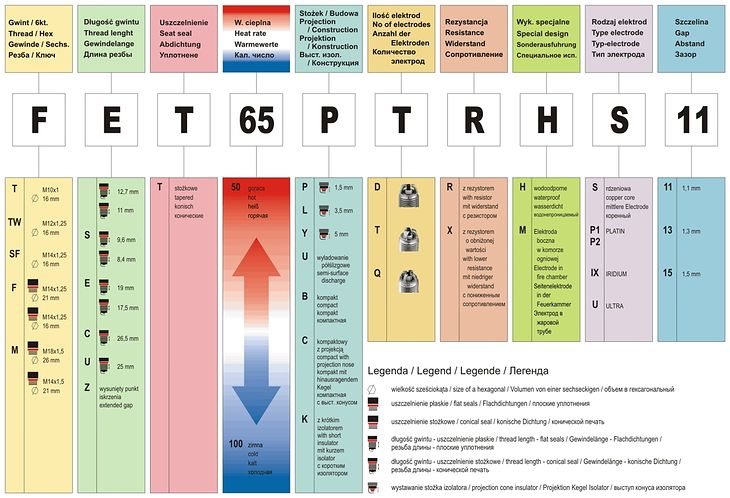 Gwint / 6kt.
Thread / Hex
Gewinde / Sechs.
Резба / Ключ
Długość gwintu
Thread lenght
Gewindelange
Длина резбы
Uszczelnienie
Seat seal
Abdichtung
Уплотнене
W. cieplna
Heat rate
Warmewerte
Кал. число
Stożek / Budowa
Projection
/ Construction
Projektion
/ Konstruction
Выст. изол.
/ Конструкция
Ilość elektrod
No of electrodes
Anzahl der
Elektroden
Количество
электрод
Rezystancja
Resistance
Widerstand
Сопротивление
Wyk. specjalne
Special design
Sonderausfuhrung
Специальное исп.
Rodzaj elektrod
Type electrode
Typ-electrode
Тип электрода
Szczelina
Gap
Abstand
Зазор
F
E
T
65
P
T
R
H
S
11
T M10x1
16 mm
TW M12x1,25
16 mm
SF M14x1,25
16 mm
F M14x1,25
21 mm
M14x1,25
16 mm
M M18x1,5
26 mm
M14x1,5
21 mm
12,7 mm
11 mm
S 9,6 mm
8,4 mm
E 19 mm
17,5 mm
C 26,5 mm
U 25 mm
Z wysunięty punkt
iskrzenia
extended gap
T stożkowe
tapered
konisch
конические
50 gorąca
hot
heiß
горячая
100 zimna
cold
kalt
холодная
P 1,5 mm
L 3,5 mm
Y 5 mm
U wyładowanie
półślizgowe
semi-surface
discharge
B kompakt
compact
kompakt
компактная
C kompaktowy
z projekcją
compact with
projection nose
kompakt mit
hinausragendem
Kegel
компактная
с выст. конусом
K z krótkim
izolatorem
with short
insulator
mit kurzem
isolator
с коротким
изолятором
D
T
Q
R z rezystorem
with resistor
mit widerstand
с резистором
X z rezystorem
o obniżonej
wartości
with lower
resistance
mit niedriger
widerstand
с пониженным
сопротивлением
H wodoodporne
waterproof
wasserdicht
водонепроницаемый
M Elektroda
boczna
w komorze
ogniowej
Electrode in
fire chamber
Seitenelektrode
in der
Feuerkammer
Электрод в
жаровой
трубе
S rdzeniowa
copper core
mittlere Electrode
коренный
P1 PLATIN
P2
IX IRIDIUM
U ULTRA
11 1,1 mm
13 1,3 mm
15 1,5 mm
Legenda / Legend / Legende / Легенда
wielkość sześciokąta / size of a hexagonal / Volumen von einer sechseckigen / объем в гексагональный
uszczelnienie płaskie / flat seals / Flachdichtungen / плоские уплотнения
uszczelnienie stożkowe / conical seal / konische Dichtung / конической печать
długość gwintu - uszczelnienie płaskie / thread length - flat seals / Gewindelänge - Flachdichtungen /
резьба длины - плоские уплотнения
długość gwintu - uszczelnienie stożkowe / thread length - conical seal / Gewindelänge - konische Dichtung /
резьба длины - конической печать
wystawanie stożka izolatora / projection cone insulator / Projektion Kegel Isolator / выступ конуса изолятора